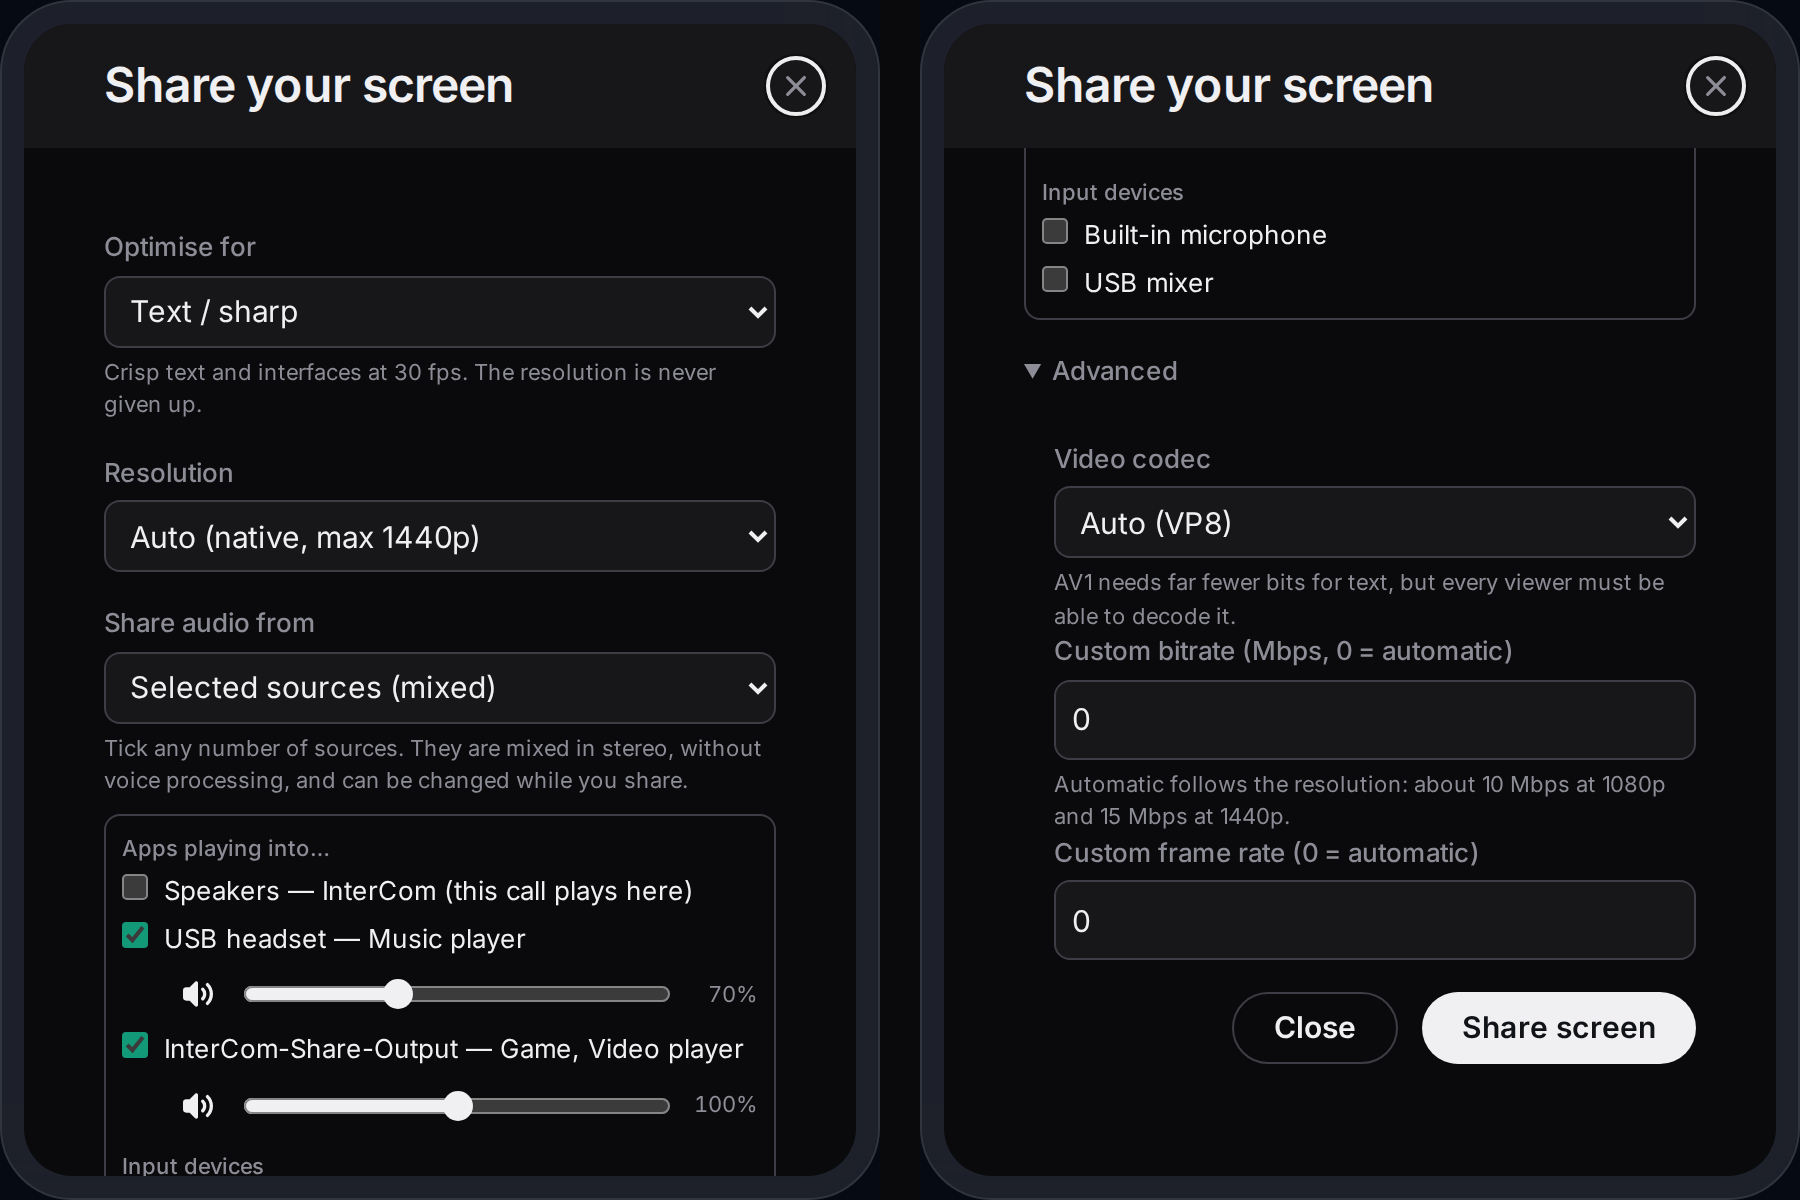 Share your screen
Optimise for
Text / sharp
Crisp text and interfaces at 30 fps. The resolution is never
given up.
Resolution
Auto (native, max 1440p)
Share audio from
Selected sources (mixed)
Tick any number of sources. They are mixed in stereo, without
voice processing, and can be changed while you share.
Apps playing into...
Speakers — InterCom (this call plays here)
USB headset — Music player
70%
InterCom-Share-Output — Game, Video player
100%
Input devices
Share your screen
Input devices
Built-in microphone
USB mixer
Advanced
Video codec
Auto (VP8)
AV1 needs far fewer bits for text, but every viewer must be
able to decode it.
Custom bitrate (Mbps, 0 = automatic)
0
Automatic follows the resolution: about 10 Mbps at 1080p
and 15 Mbps at 1440p.
Custom frame rate (0 = automatic)
0
Close
Share screen